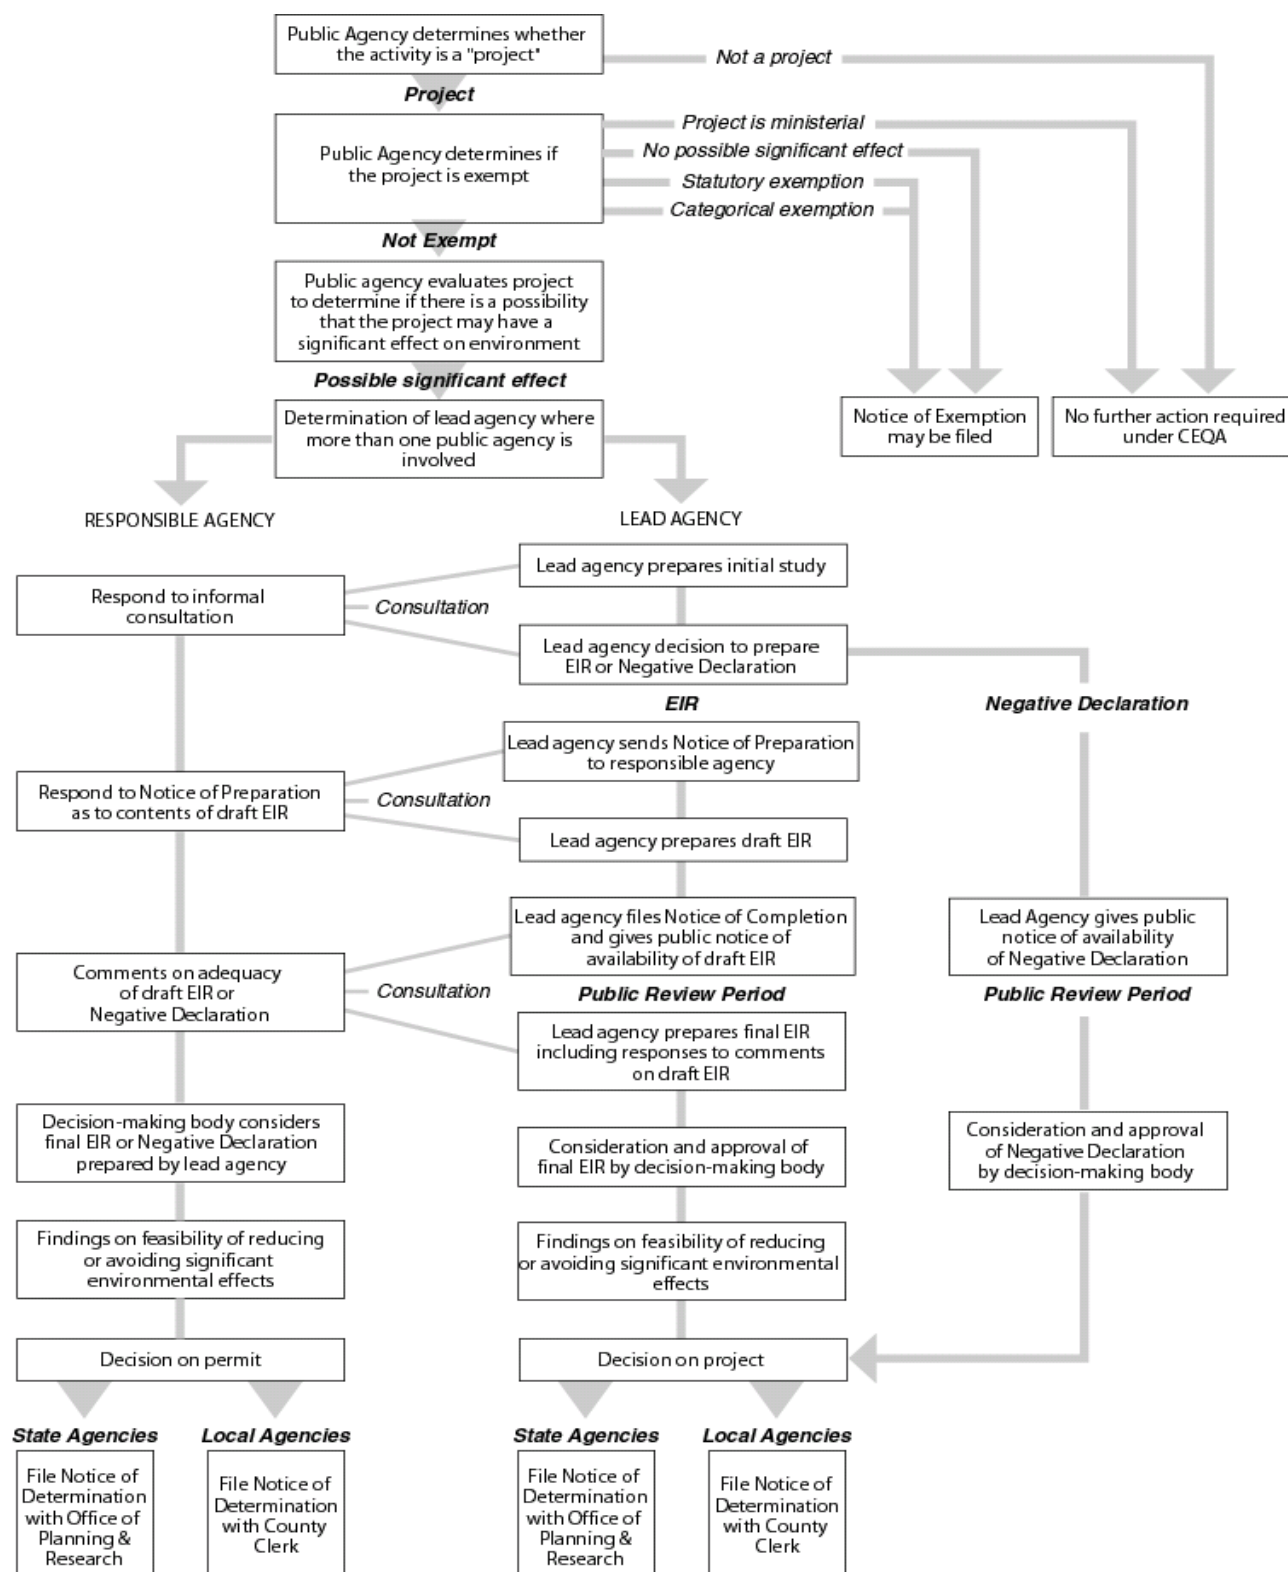 Public Agency determines whether
the activity is a "project"
Not a project
Project
Public Agency determines if
the project is exempt
Project is ministerial
No possible significant effect
Statutory exemption
Categorical exemption
Not Exempt
Public agency evaluates project
to determine if there is a possibility
that the project may have a
significant effect on environment
Possible significant effect
Determination of lead agency where
more than one public agency is
involved
Notice of Exemption
may be filed
No further action required
under CEQA
RESPONSIBLE AGENCY
LEAD AGENCY
Lead agency prepares initial study
Respond to informal
consultation
Consultation
Lead agency decision to prepare
EIR or Negative Declaration
EIR
Negative Declaration
Lead agency sends Notice of Preparation
to responsible agency
Respond to Notice of Preparation
as to contents of draft EIR
Consultation
Lead agency prepares draft EIR
Lead agency files Notice of Completion
and gives public notice of
availability of draft EIR
Lead Agency gives public
notice of availability
of Negative Declaration
Comments on adequacy
of draft EIR or
Negative Declaration
Consultation
Public Review Period
Public Review Period
Lead agency prepares final EIR
including responses to comments
on draft EIR
Decision-making body considers
final EIR or Negative Declaration
prepared by lead agency
Consideration and approval of
final EIR by decision-making body
Consideration and approval
of Negative Declaration
by decision-making body
Findings on feasibility of reducing
or avoiding significant
environmental effects
Findings on feasibility of reducing
or avoiding significant environmental
effects
Decision on permit
Decision on project
State Agencies
Local Agencies
State Agencies
Local Agencies
File Notice of
Determination
with Office of
Planning &
Research
File Notice of
Determination
with County
Clerk
File Notice of
Determination
with Office of
Planning &
Research
File Notice of
Determination
with County
Clerk